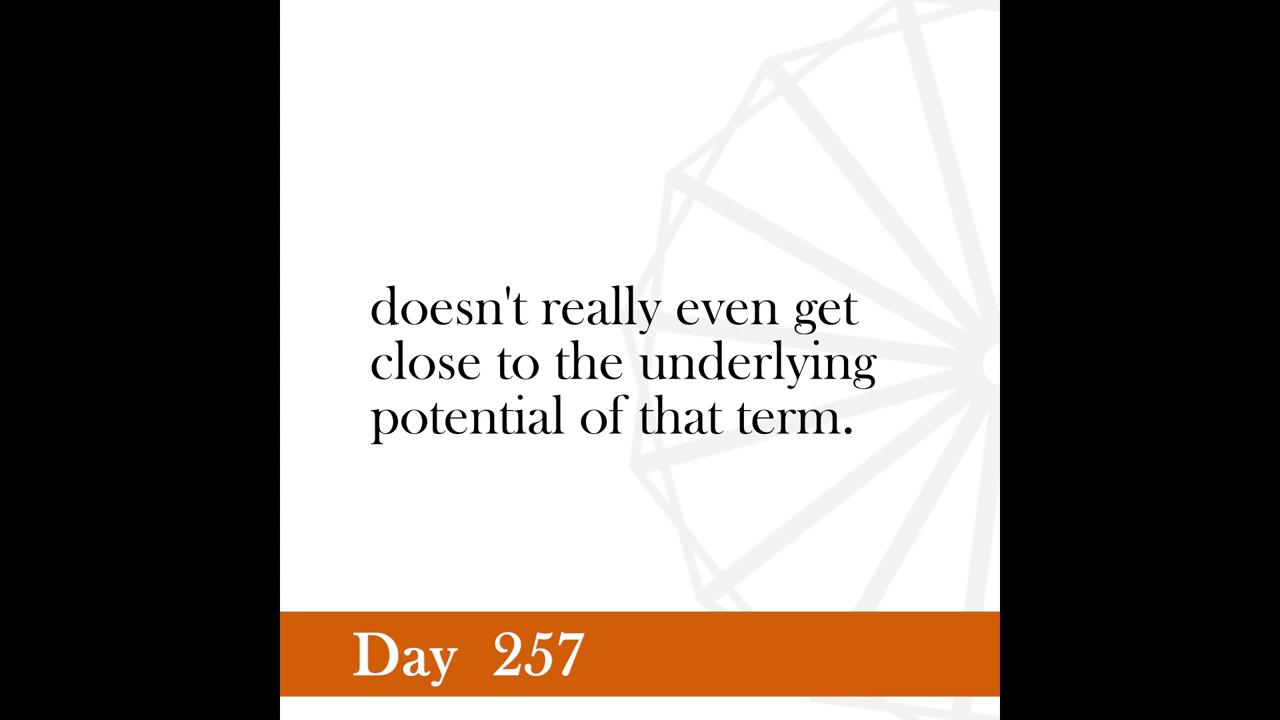 doesn't really even get
close to the underlying
potential of that term.
Day 257